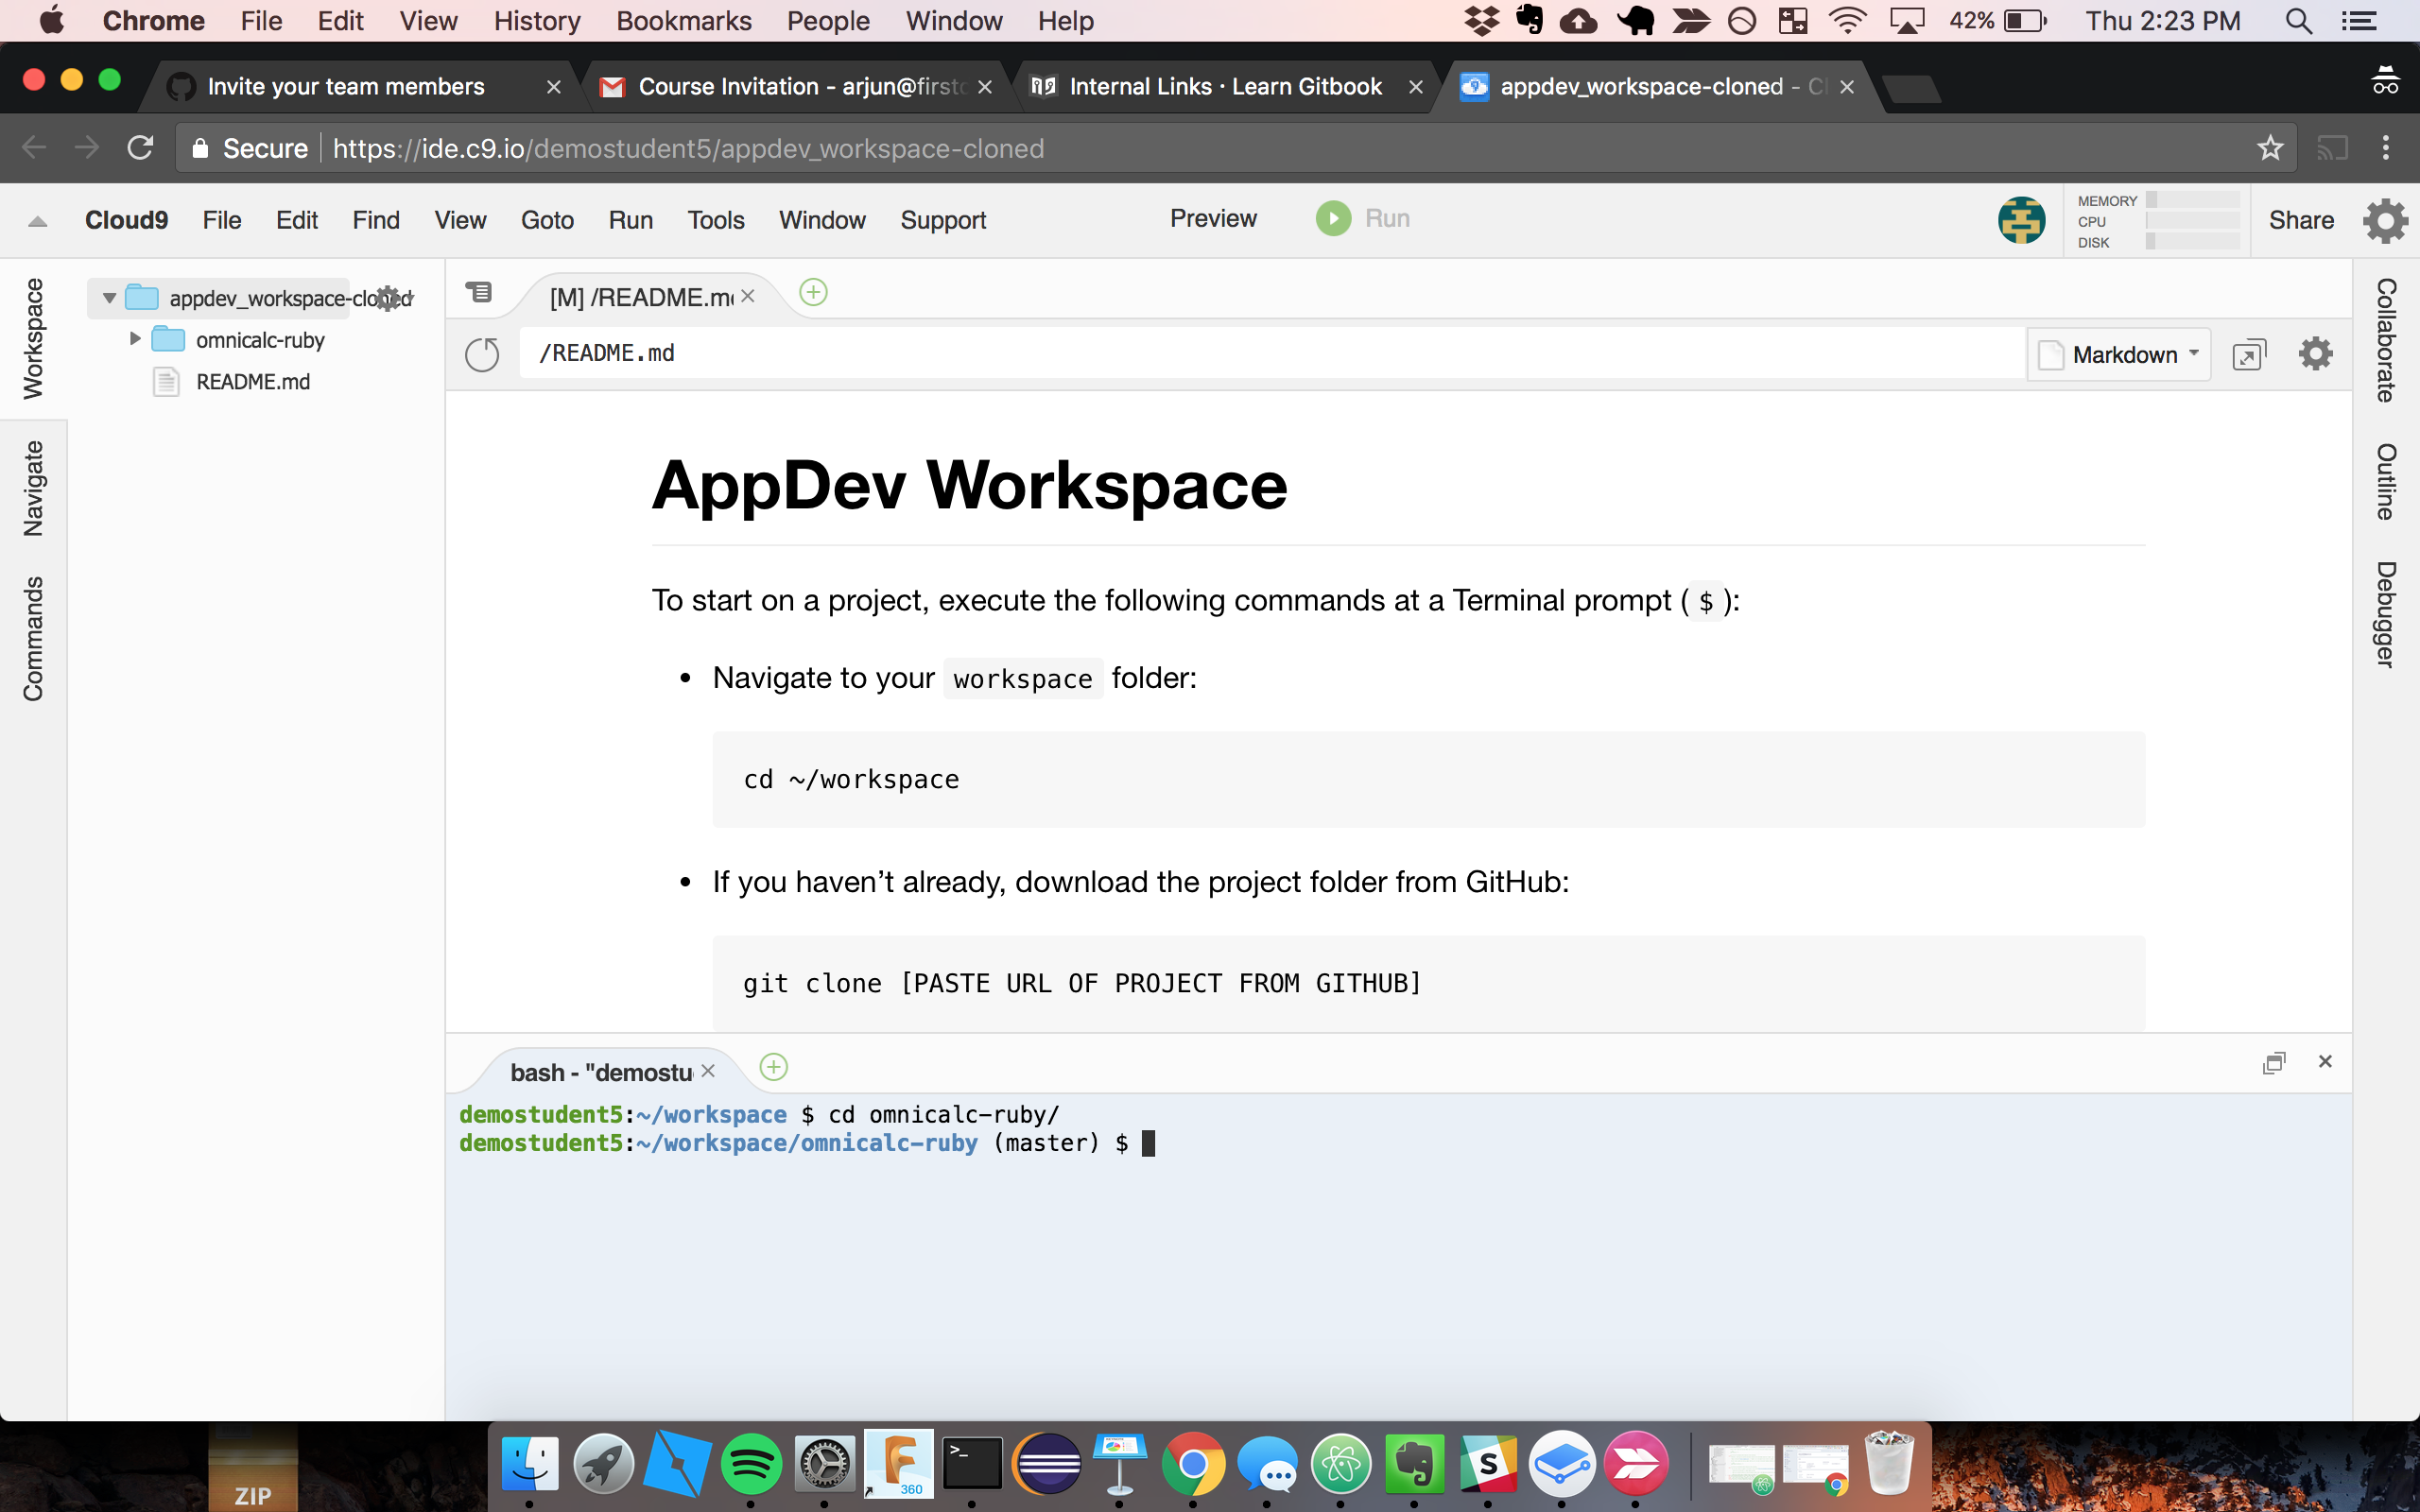 Chrome File Edit View History Bookmarks People Window Help 42% Thu 2:23 PM
Invite your team members
Course Invitation - arjun@firstc
Internal Links · Learn Gitbook
appdev_workspace-cloned - Cl
Secure https://ide.c9.io/demostudent5/appdev_workspace-cloned
Cloud9 File Edit Find View Goto Run Tools Window Support Preview Run
MEMORY
CPU
DISK
Share
Workspace
Navigate
Commands
appdev_workspace-cloned
omnicalc-ruby
README.md
[M] /README.m
/README.md
Markdown
Collaborate
Outline
Debugger
AppDev Workspace
To start on a project, execute the following commands at a Terminal prompt ( $ ):
• Navigate to your workspace folder:
cd ~/workspace
• If you haven’t already, download the project folder from GitHub:
git clone [PASTE URL OF PROJECT FROM GITHUB]
bash - "demostu
demostudent5:~/workspace $ cd omnicalc-ruby/
demostudent5:~/workspace/omnicalc-ruby (master) $
ZIP
F
360
>_
S